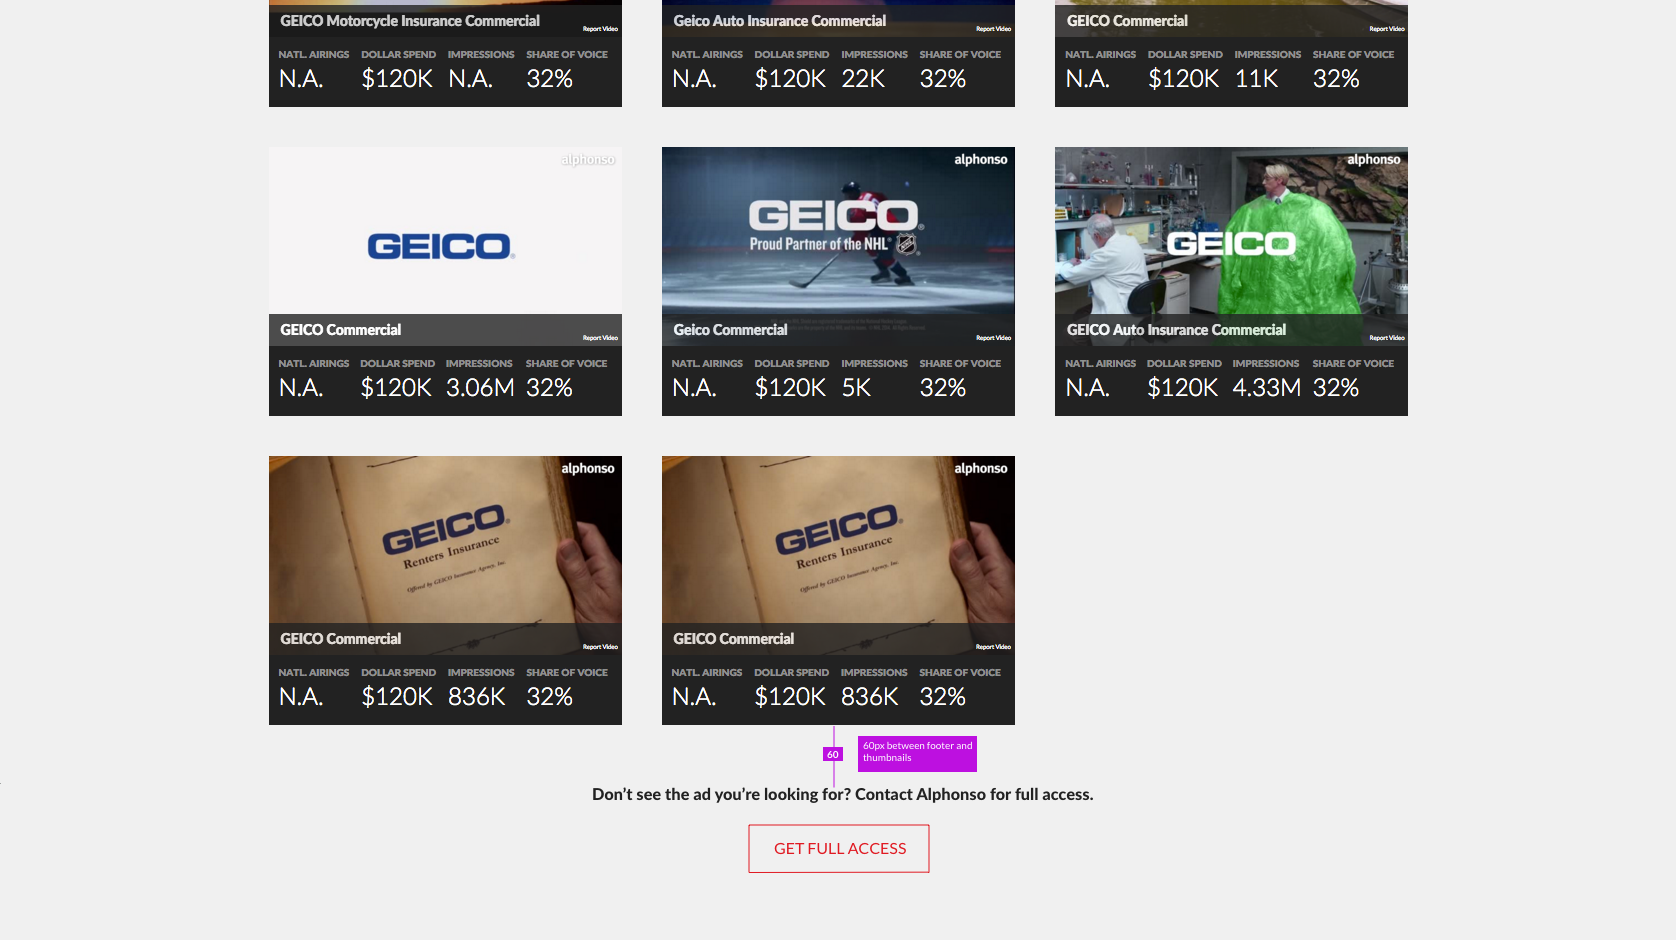 GEICO Motorcycle Insurance Commercial
Report Video
NATL. AIRINGS DOLLAR SPEND IMPRESSIONS SHARE OF VOICE
N.A. $120K N.A. 32%
Geico Auto Insurance Commercial
Report Video
NATL. AIRINGS DOLLAR SPEND IMPRESSIONS SHARE OF VOICE
N.A. $120K 22K 32%
GEICO Commercial
Report Video
NATL. AIRINGS DOLLAR SPEND IMPRESSIONS SHARE OF VOICE
N.A. $120K 11K 32%
alphonso
GEICO
GEICO Commercial
Report Video
NATL. AIRINGS DOLLAR SPEND IMPRESSIONS SHARE OF VOICE
N.A. $120K 3.06M 32%
alphonso
GEICO
Proud Partner of the NHL
Geico Commercial
Report Video
NATL. AIRINGS DOLLAR SPEND IMPRESSIONS SHARE OF VOICE
N.A. $120K 5K 32%
alphonso
GEICO
GEICO Auto Insurance Commercial
Report Video
NATL. AIRINGS DOLLAR SPEND IMPRESSIONS SHARE OF VOICE
N.A. $120K 4.33M 32%
alphonso
GEICO
Renters Insurance
Offered by GEICO Insurance Agency, Inc.
GEICO Commercial
Report Video
NATL. AIRINGS DOLLAR SPEND IMPRESSIONS SHARE OF VOICE
N.A. $120K 836K 32%
alphonso
GEICO
Renters Insurance
Offered by GEICO Insurance Agency, Inc.
GEICO Commercial
Report Video
NATL. AIRINGS DOLLAR SPEND IMPRESSIONS SHARE OF VOICE
N.A. $120K 836K 32%
60
60px between footer and
thumbnails
Don't see the ad you're looking for? Contact Alphonso for full access.
GET FULL ACCESS